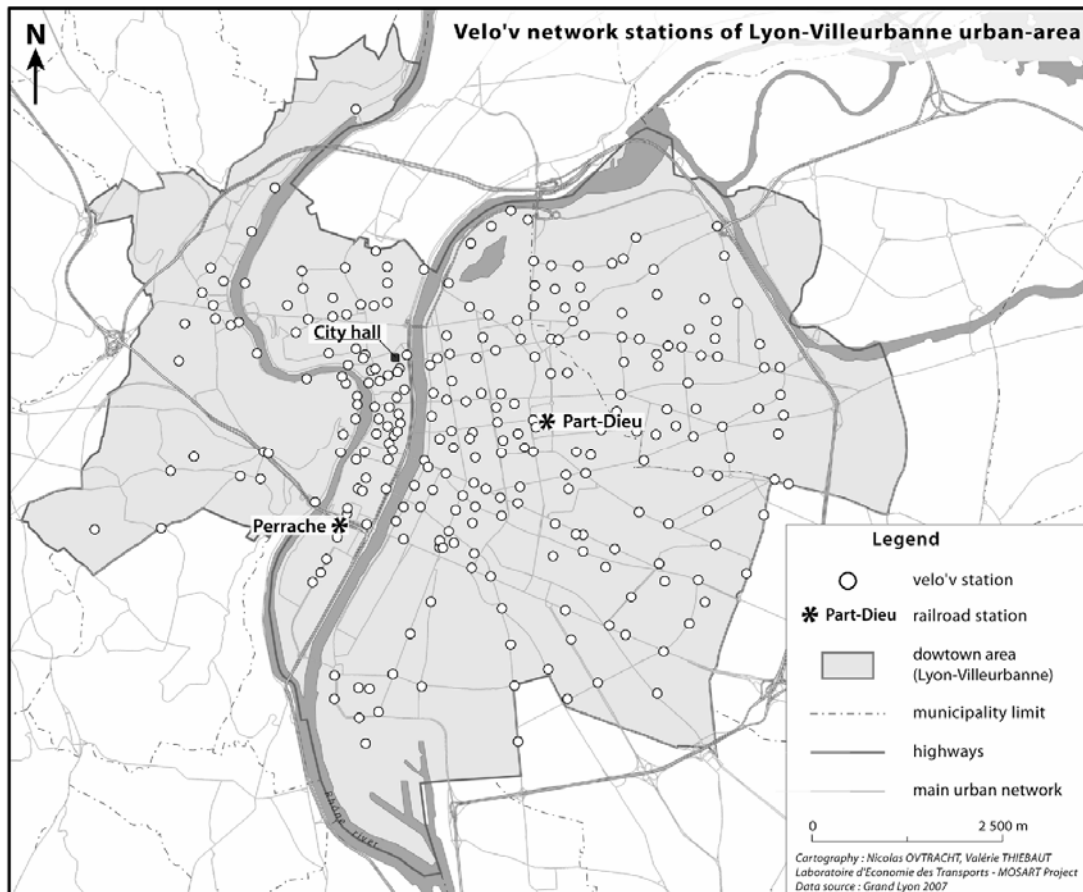 Velo'v network stations of Lyon-Villeurbanne urban-area
N
City hall
Part-Dieu
Perrache
Rhône river
Legend
velo'v station
Part-Dieu railroad station
dowtown area
(Lyon-Villeurbanne)
municipality limit
highways
main urban network
0 2 500 m
Cartography : Nicolas OVTRACHT, Valérie THIEBAUT
Laboratoire d'Economie des Transports - MOSART Project
Data source : Grand Lyon 2007